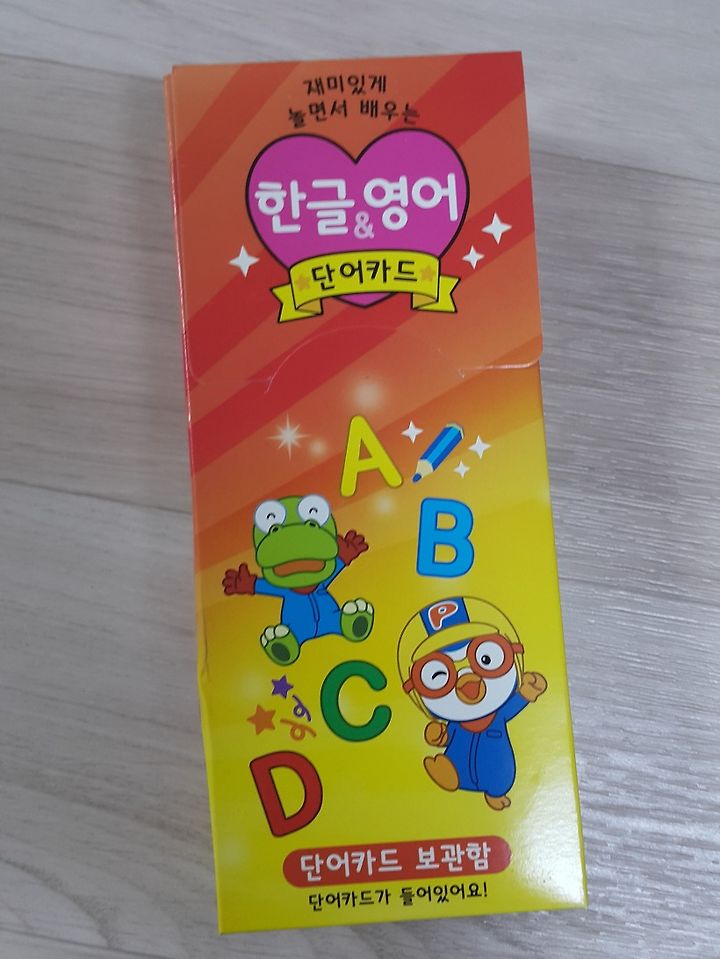 재미있게
놀면서 배우는
한글&영어
단어카드
A
B
P
C
D
단어카드 보관함
단어카드가 들어있어요!